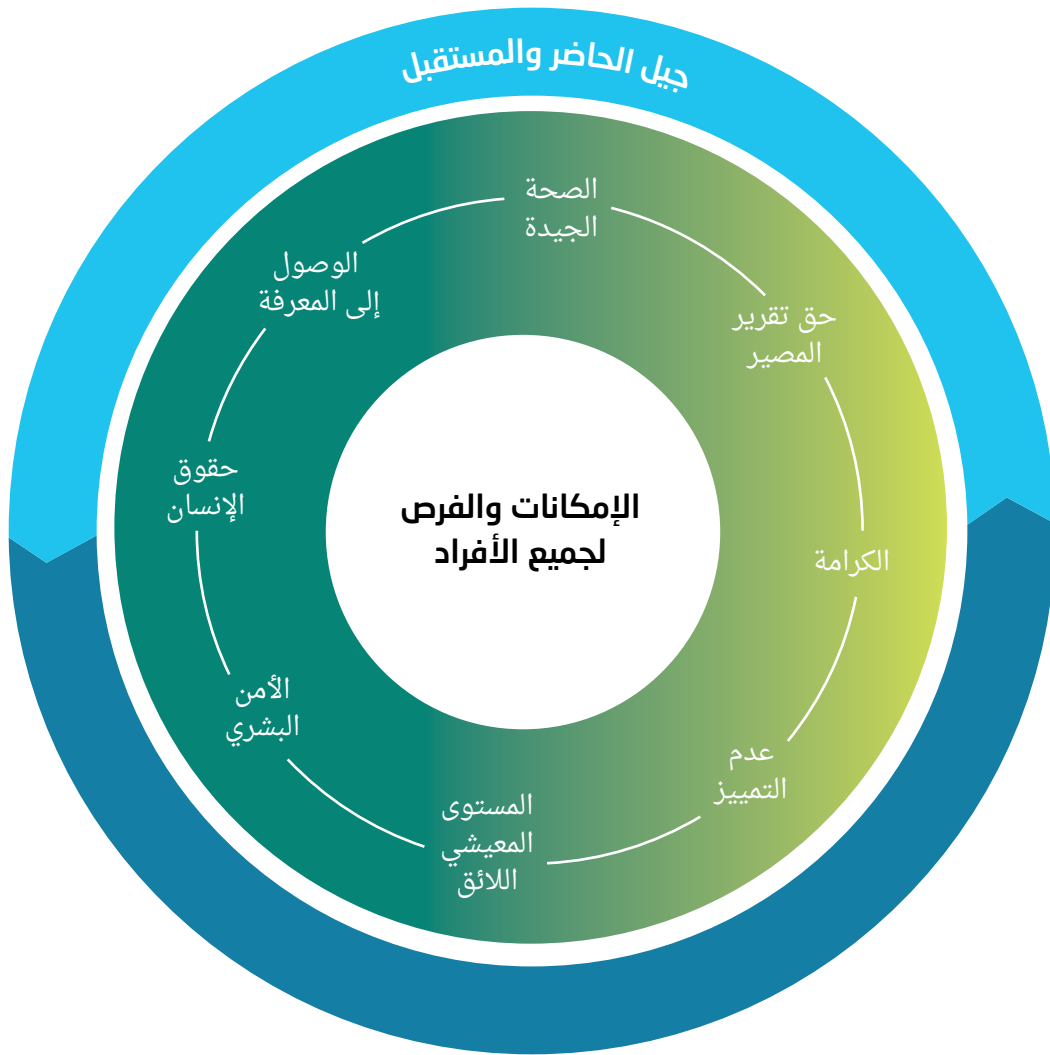 جيل الحاضر والمستقبل
الصحة
الجيدة
حق تقرير
المصير
الكرامة
عدم
التمييز
المستوى
المعيشي
اللائق
الأمن
البشري
حقوق
الإنسان
الوصول
إلى المعرفة
الإمكانات والفرص
لجميع الأفراد